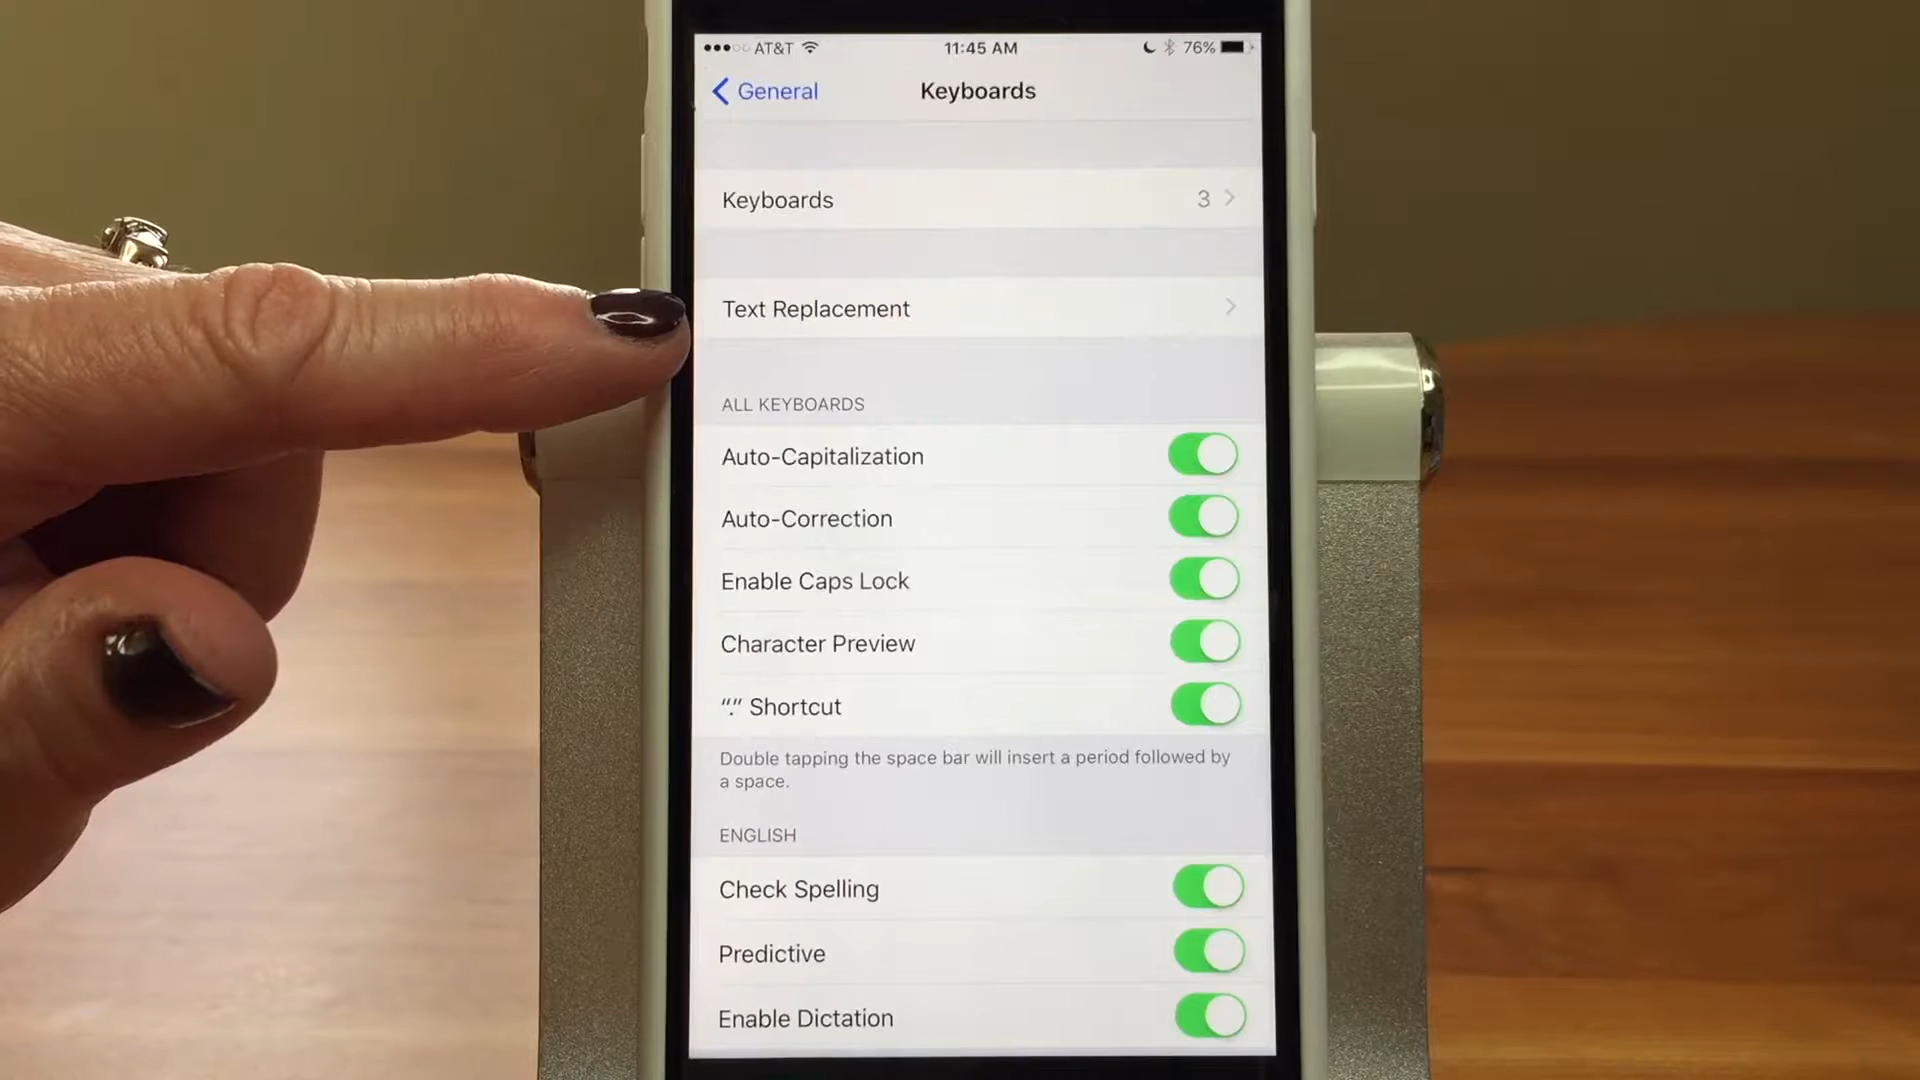 AT&T 11:45 AM 76%
General Keyboards
Keyboards 3
Text Replacement
ALL KEYBOARDS
Auto-Capitalization
Auto-Correction
Enable Caps Lock
Character Preview
“.” Shortcut
Double tapping the space bar will insert a period followed by
a space.
ENGLISH
Check Spelling
Predictive
Enable Dictation